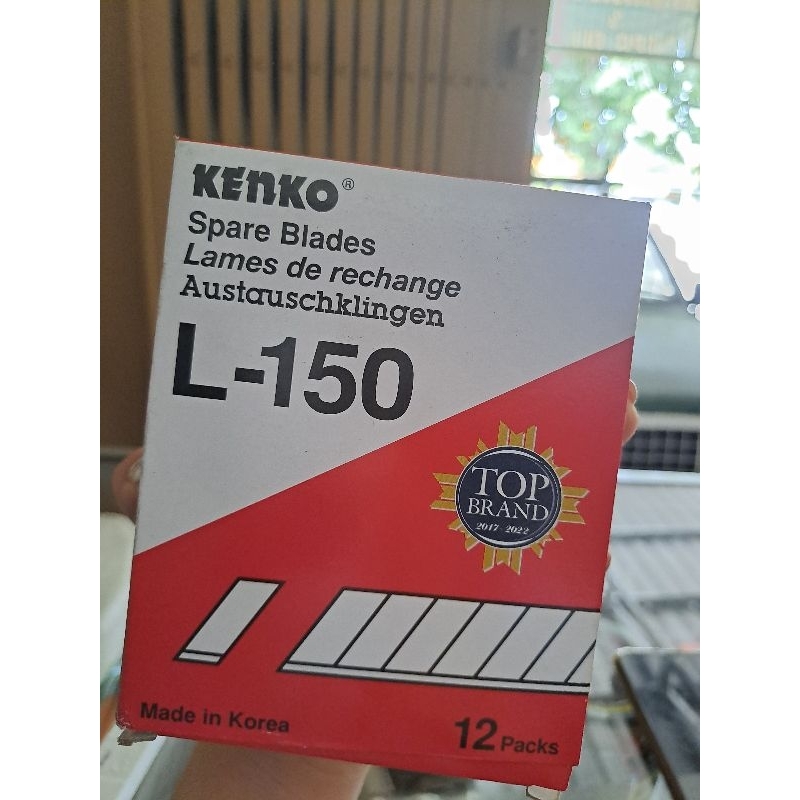 KENKO®
Spare Blades
Lames de rechange
Austauschklingen
L-150
TOP
BRAND
2017-2022
Made in Korea
12 Packs